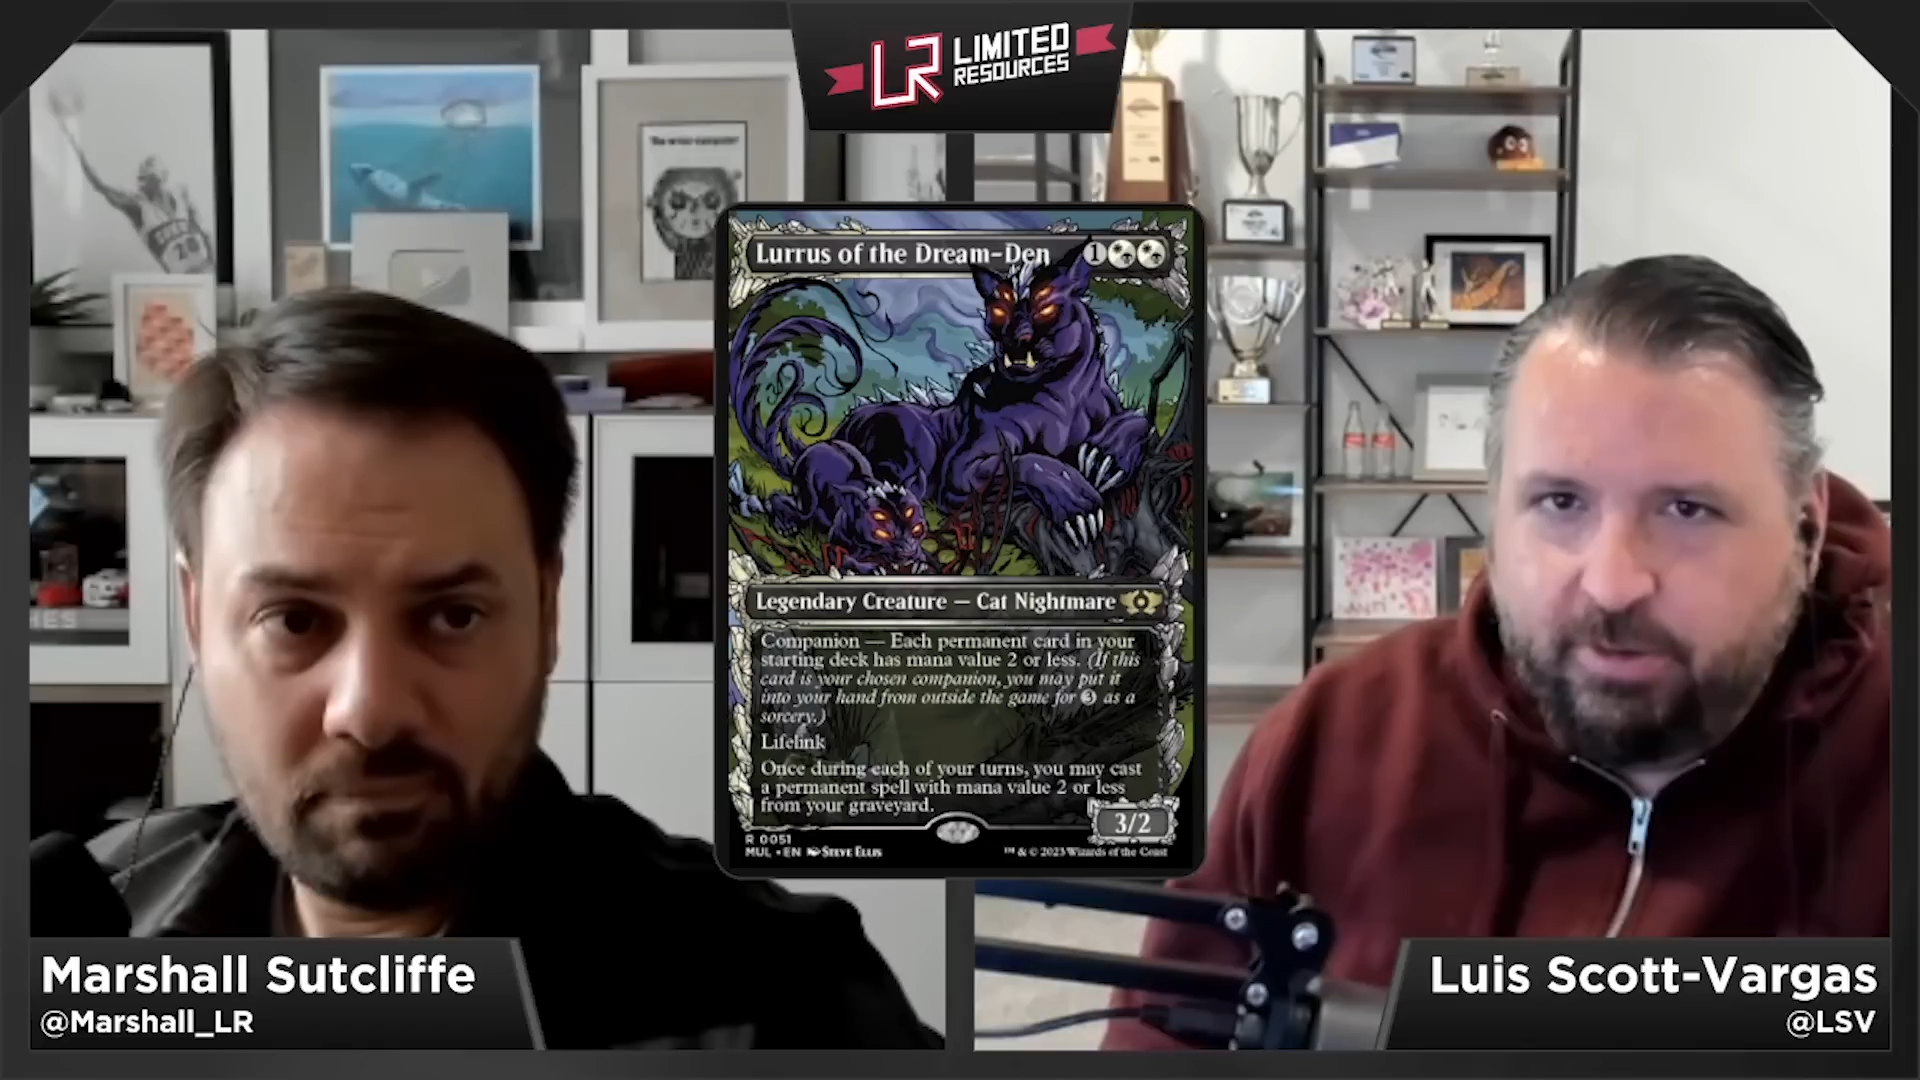 LR LIMITED
RESOURCES
Lurrus of the Dream-Den 1
Legendary Creature — Cat Nightmare
Companion — Each permanent card in your
starting deck has mana value 2 or less. (If this
card is your chosen companion, you may put it
into your hand from outside the game for 3 as a
sorcery.)
Lifelink
Once during each of your turns, you may cast
a permanent spell with mana value 2 or less
from your graveyard.
3/2
R 0051
MUL • EN Steve Ellis
™ & © 2023 Wizards of the Coast
Marshall Sutcliffe
@Marshall_LR
Luis Scott-Vargas
@LSV